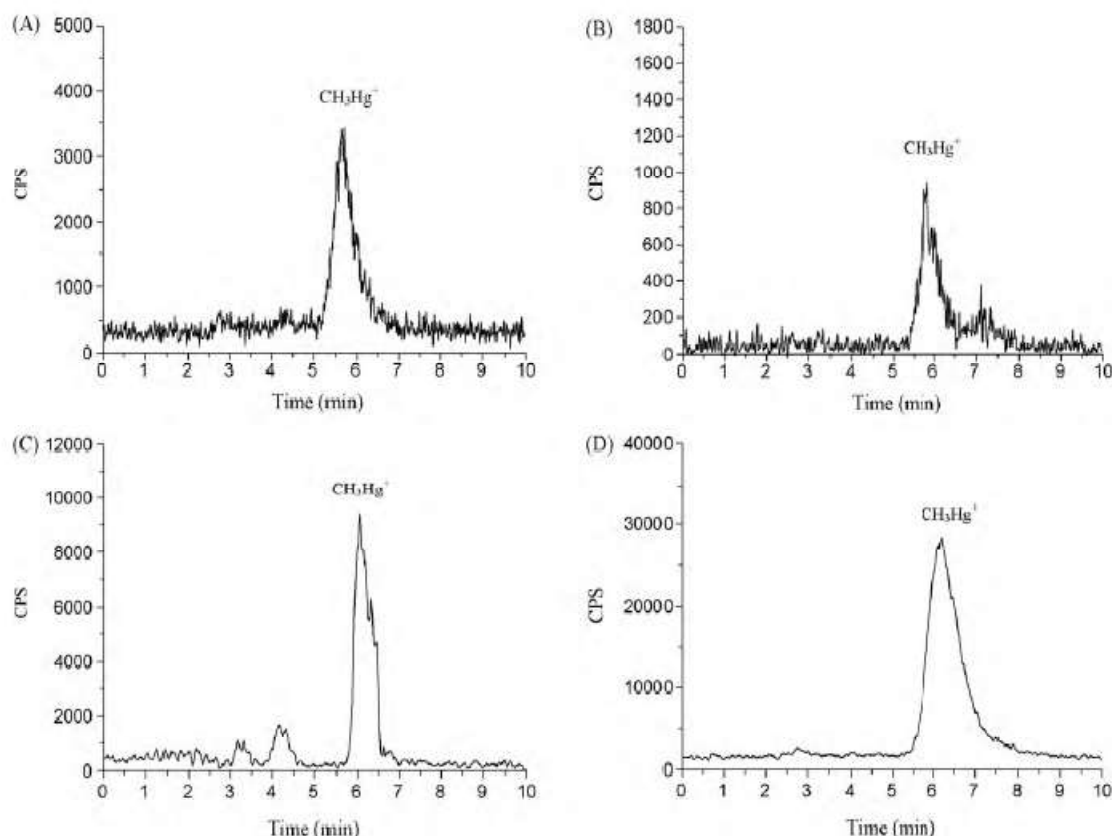 (A)
5000
4000
3000
2000
1000
0
CPS
CH₃Hg⁺
0 1 2 3 4 5 6 7 8 9 10
Time (min)
(B)
1800
1600
1400
1200
1000
800
600
400
200
0
CPS
CH₃Hg⁺
0 1 2 3 4 5 6 7 8 9 10
Time (min)
(C)
12000
10000
8000
6000
4000
2000
0
CPS
CH₃Hg⁺
0 1 2 3 4 5 6 7 8 9 10
Time (min)
(D)
40000
30000
20000
10000
0
CPS
CH₃Hg⁺
0 1 2 3 4 5 6 7 8 9 10
Time (min)